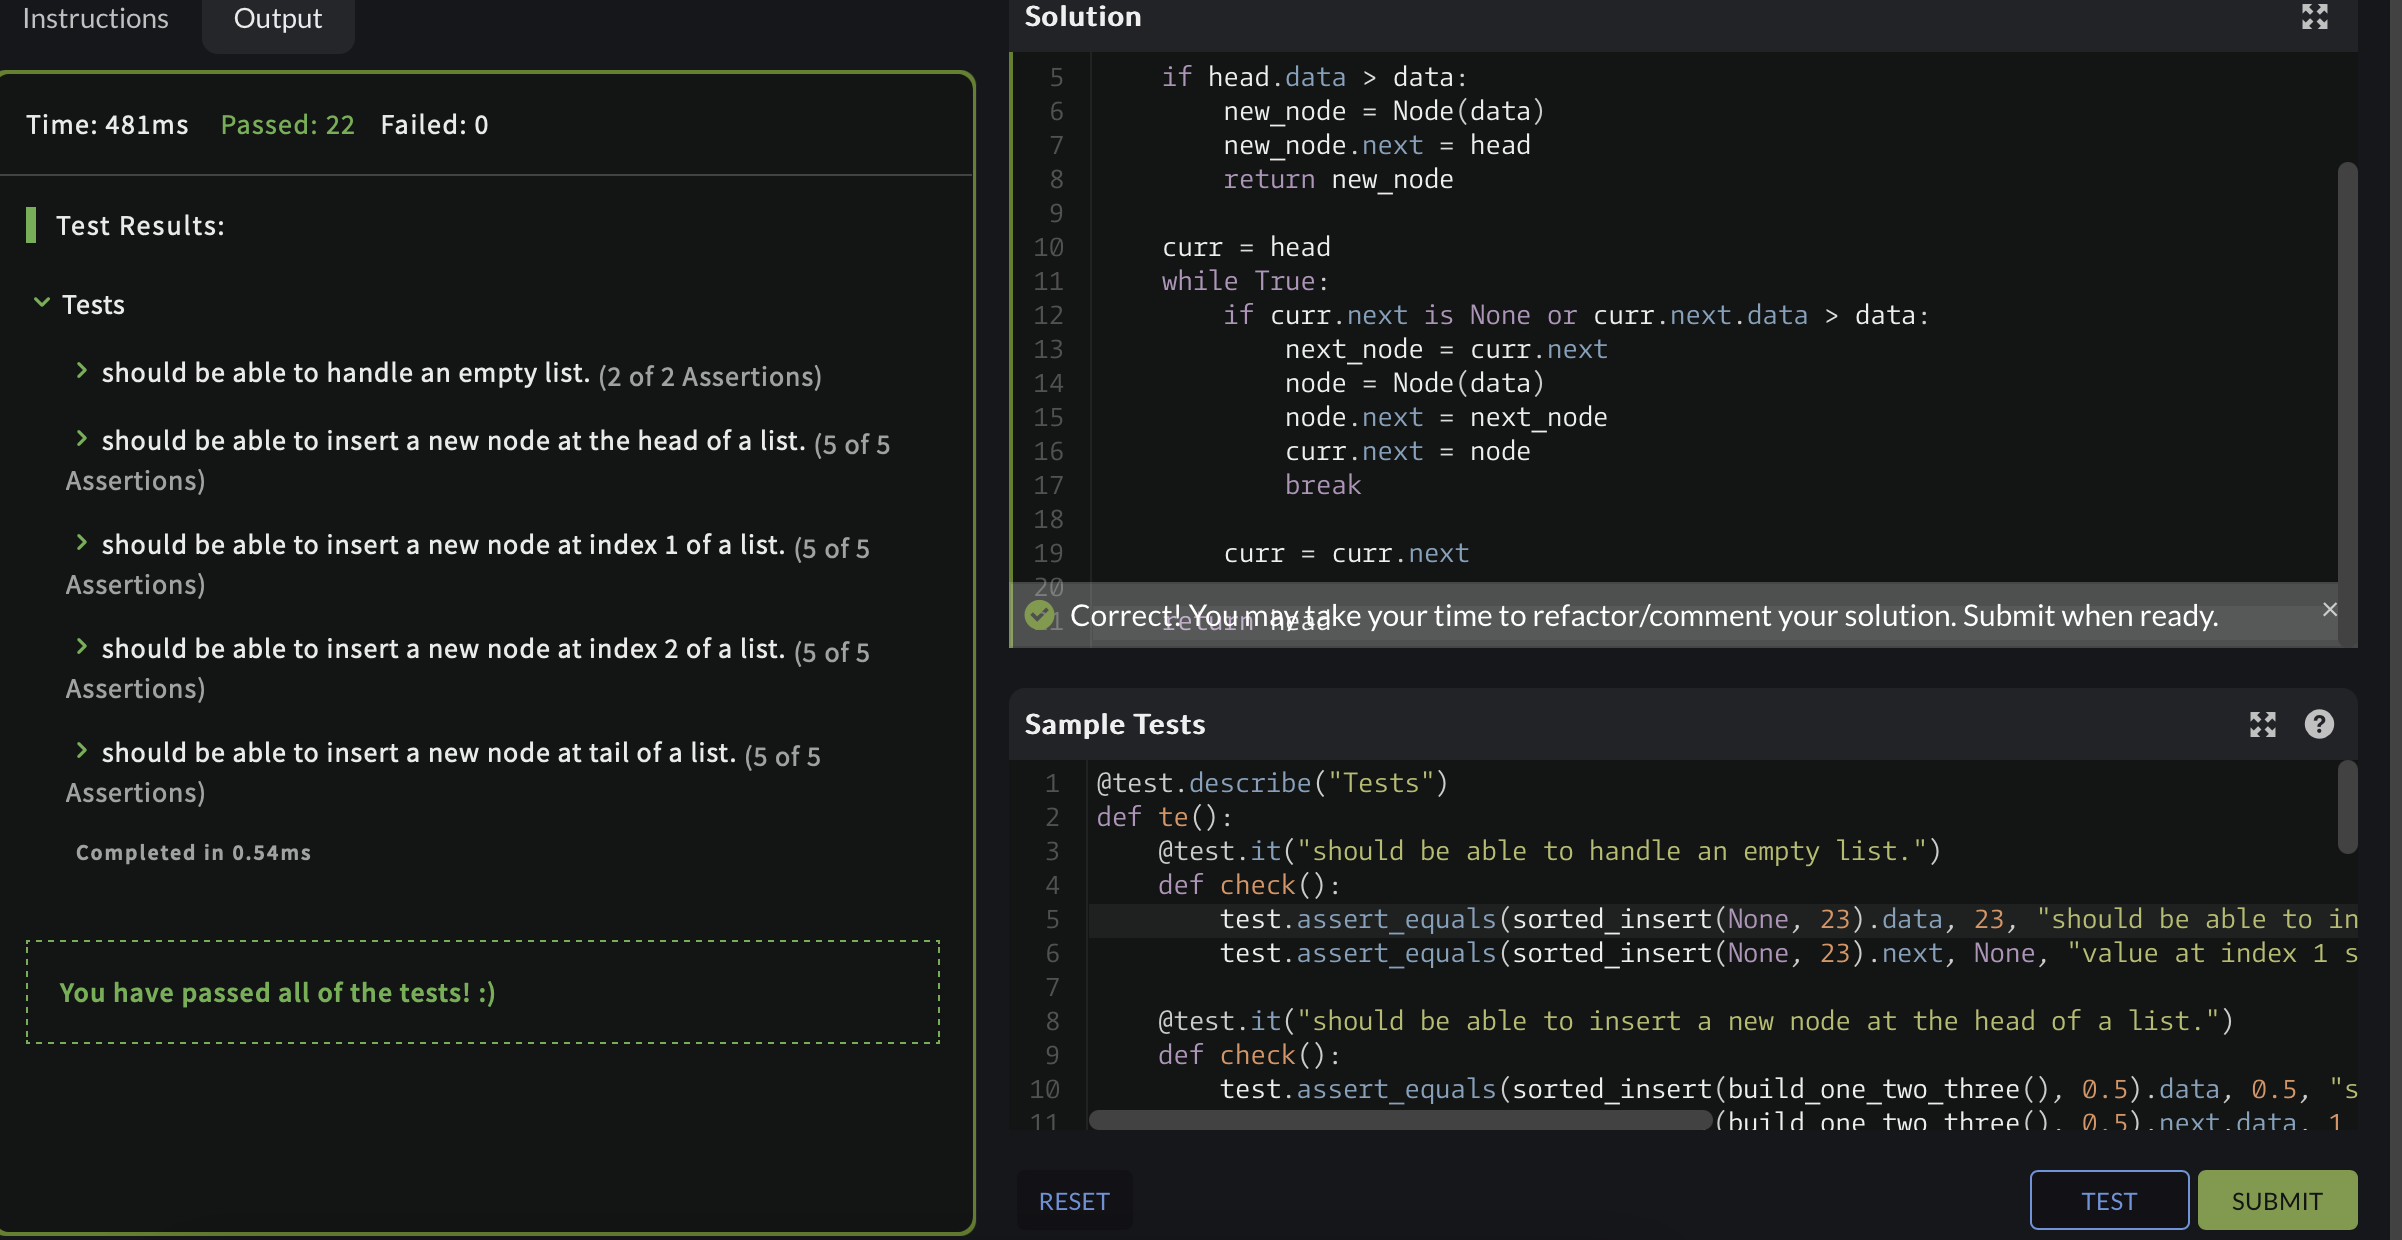 Instructions
Output
Time: 481ms Passed: 22 Failed: 0
Test Results:
Tests
should be able to handle an empty list. (2 of 2 Assertions)
should be able to insert a new node at the head of a list. (5 of 5
Assertions)
should be able to insert a new node at index 1 of a list. (5 of 5
Assertions)
should be able to insert a new node at index 2 of a list. (5 of 5
Assertions)
should be able to insert a new node at tail of a list. (5 of 5
Assertions)
Completed in 0.54ms
You have passed all of the tests! :)
Solution
5 if head.data > data:
6 new_node = Node(data)
7 new_node.next = head
8 return new_node
9
10 curr = head
11 while True:
12 if curr.next is None or curr.next.data > data:
13 next_node = curr.next
14 node = Node(data)
15 node.next = next_node
16 curr.next = node
17 break
18
19 curr = curr.next
20
return head
Correct! You may take your time to refactor/comment your solution. Submit when ready.
Sample Tests
1 @test.describe("Tests")
2 def te():
3 @test.it("should be able to handle an empty list.")
4 def check():
5 test.assert_equals(sorted_insert(None, 23).data, 23, "should be able to in
6 test.assert_equals(sorted_insert(None, 23).next, None, "value at index 1 s
7
8 @test.it("should be able to insert a new node at the head of a list.")
9 def check():
10 test.assert_equals(sorted_insert(build_one_two_three(), 0.5).data, 0.5, "s
11 (build_one_two_three(), 0.5).next.data, 1
RESET
TEST
SUBMIT